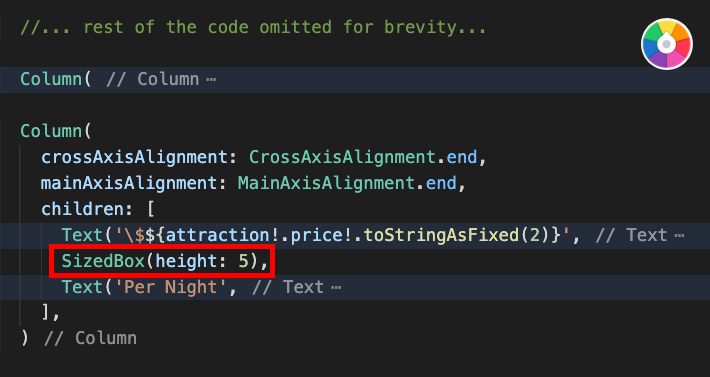 //... rest of the code omitted for brevity...
Column( // Column ⋯
Column(
crossAxisAlignment: CrossAxisAlignment.end,
mainAxisAlignment: MainAxisAlignment.end,
children: [
Text('\$${attraction!.price!.toStringAsFixed(2)}', // Text ⋯
SizedBox(height: 5),
Text('Per Night', // Text ⋯
],
) // Column